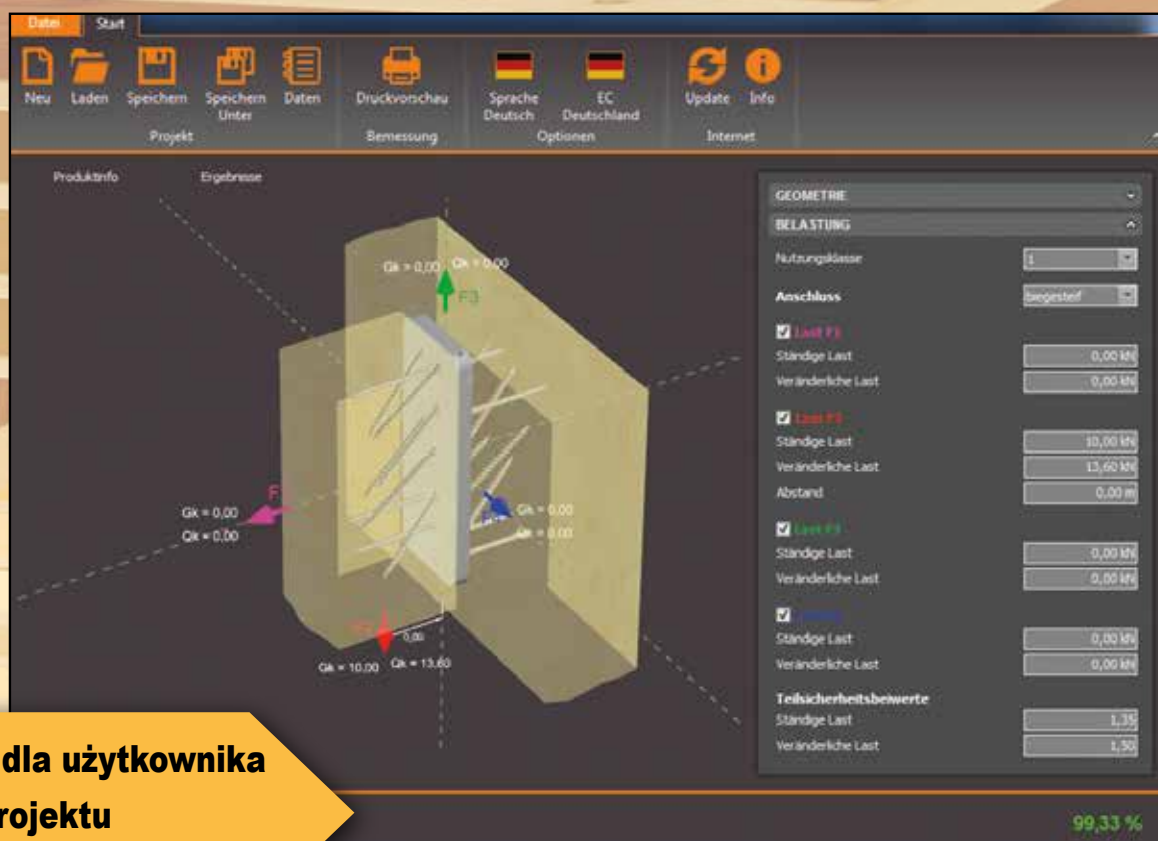 Datei Start
Neu Laden Speichern Speichern Unter Daten Druckvorschau Sprache Deutsch EC Deutschland Update Info
Projekt Bemessung Optionen Internet
Produktinfo Ergebnisse
GEOMETRIE
BELASTUNG
Nutzungsklasse 1
Anschluss biegesteif
Last F1
Ständige Last 0,00 kN
Veränderliche Last 0,00 kN
Last
Ständige Last 10,00 kN
Veränderliche Last 13,60 kN
Abstand 0,00 m
Last F3
Ständige Last 0,00 kN
Veränderliche Last 0,00 kN
Ständige Last 0,00 kN
Veränderliche Last 0,00 kN
Teilsicherheitsbeiwerte
Ständige Last 1,35
Veränderliche Last 1,50
Gk = 0,00 Qk = 0,00
F3
Gk = 0,00
Qk = 0,00
Gk = 0,00
Qk = 0,00
0,00
Gk = 10,00 Qk = 13,60
dla użytkownika
rojektu
99,33 %